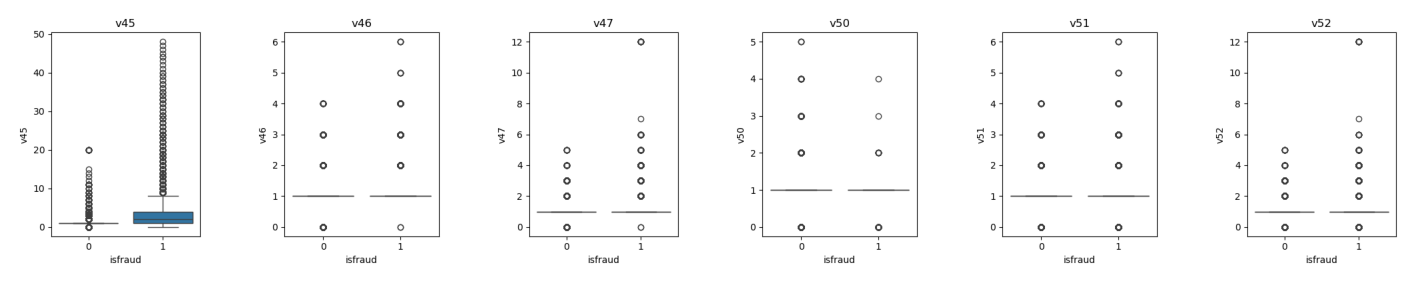 v45 v46 v47 v50 v51 v52
50 6 12 5 6 12
40 5 10 4 5 10
30 4 8 3 4 8
v45 v46 v47 v50 v51 v52
20 3 6 2 3 6
10 2 4 1 2 4
0 1 2 0 1 2
0 0 0 0
0 1 0 1 0 1 0 1 0 1 0 1
isfraud isfraud isfraud isfraud isfraud isfraud